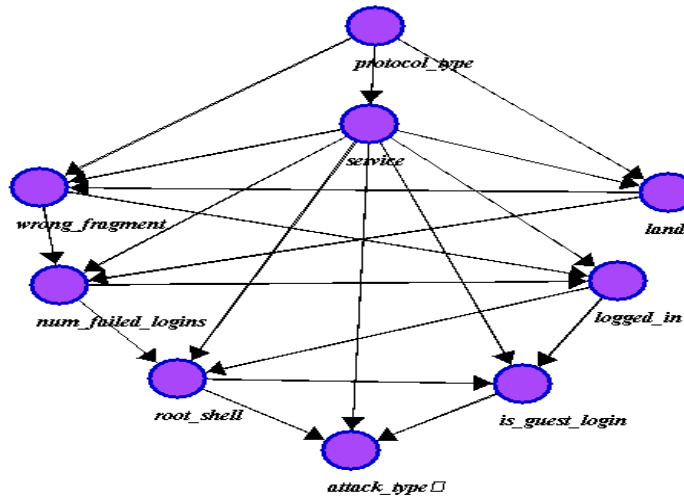 protocol_type
service
wrong_fragment
land
num_failed_logins
logged_in
root_shell
is_guest_login
attack_type□